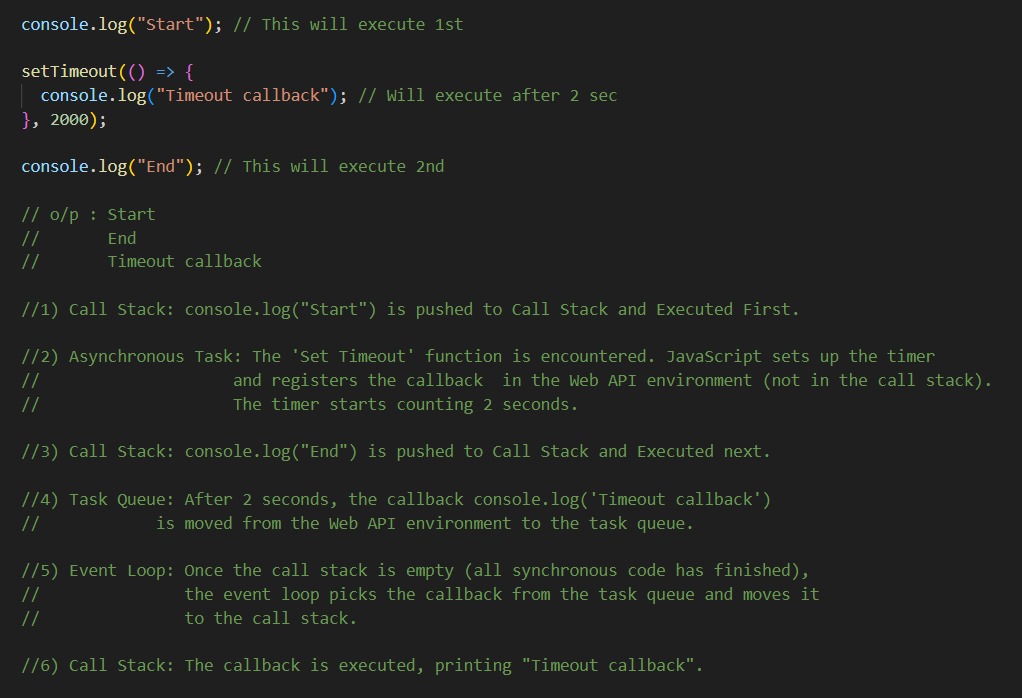 console.log("Start"); // This will execute 1st
setTimeout(() => {
console.log("Timeout callback"); // Will execute after 2 sec
}, 2000);
console.log("End"); // This will execute 2nd
// o/p : Start
//       End
//       Timeout callback
//1) Call Stack: console.log("Start") is pushed to Call Stack and Executed First.
//2) Asynchronous Task: The 'Set Timeout' function is encountered. JavaScript sets up the timer
//                    and registers the callback  in the Web API environment (not in the call stack).
//                    The timer starts counting 2 seconds.
//3) Call Stack: console.log("End") is pushed to Call Stack and Executed next.
//4) Task Queue: After 2 seconds, the callback console.log('Timeout callback')
//            is moved from the Web API environment to the task queue.
//5) Event Loop: Once the call stack is empty (all synchronous code has finished),
//               the event loop picks the callback from the task queue and moves it
//               to the call stack.
//6) Call Stack: The callback is executed, printing "Timeout callback".